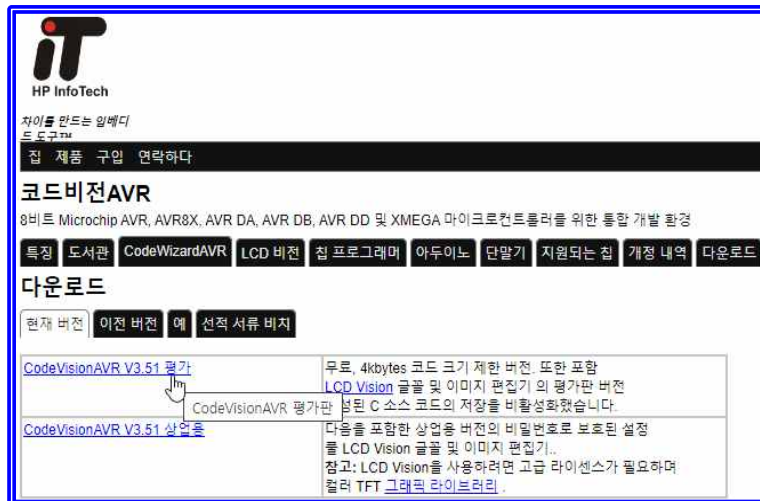 iT
HP InfoTech
차이를 만드는 임베디
드 도구™
집 제품 구입 연락하다
코드비전AVR
8비트 Microchip AVR, AVR8X, AVR DA, AVR DB, AVR DD 및 XMEGA 마이크로컨트롤러를 위한 통합 개발 환경
특징 도서관 CodeWizardAVR LCD 비전 칩 프로그래머 아두이노 단말기 지원되는 칩 개정 내역 다운로드
다운로드
현재 버전 이전 버전 예 선적 서류 비치
CodeVisionAVR V3.51 평가
무료, 4kbytes 코드 크기 제한 버전. 또한 포함
LCD Vision 글꼴 및 이미지 편집기 의 평가판 버전
성된 C 소스 코드의 저장을 비활성화했습니다.
CodeVisionAVR 평가판
CodeVisionAVR V3.51 상업용
다음을 포함한 상업용 버전의 비밀번호로 보호된 설정
LCD Vision 글꼴 및 이미지 편집기..
참고: LCD Vision을 사용하려면 고급 라이센스가 필요하며
컬러 TFT 그래픽 라이브러리 .